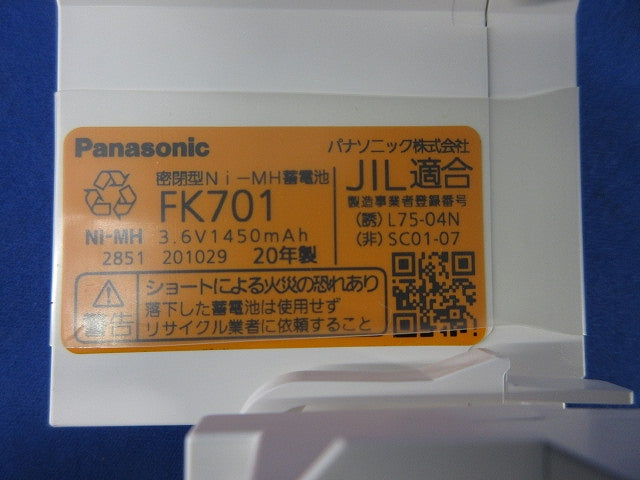 Panasonic
パナソニック株式会社
密閉型Ni-MH蓄電池
FK701
Ni-MH 3.6V1450mAh
2851 201029 20年製
JIL適合
製造事業者登録番号
(誘)L75-04N
(非)SC01-07
警告
ショートによる火災の恐れあり
落下した蓄電池は使用せず
リサイクル業者に依頼すること